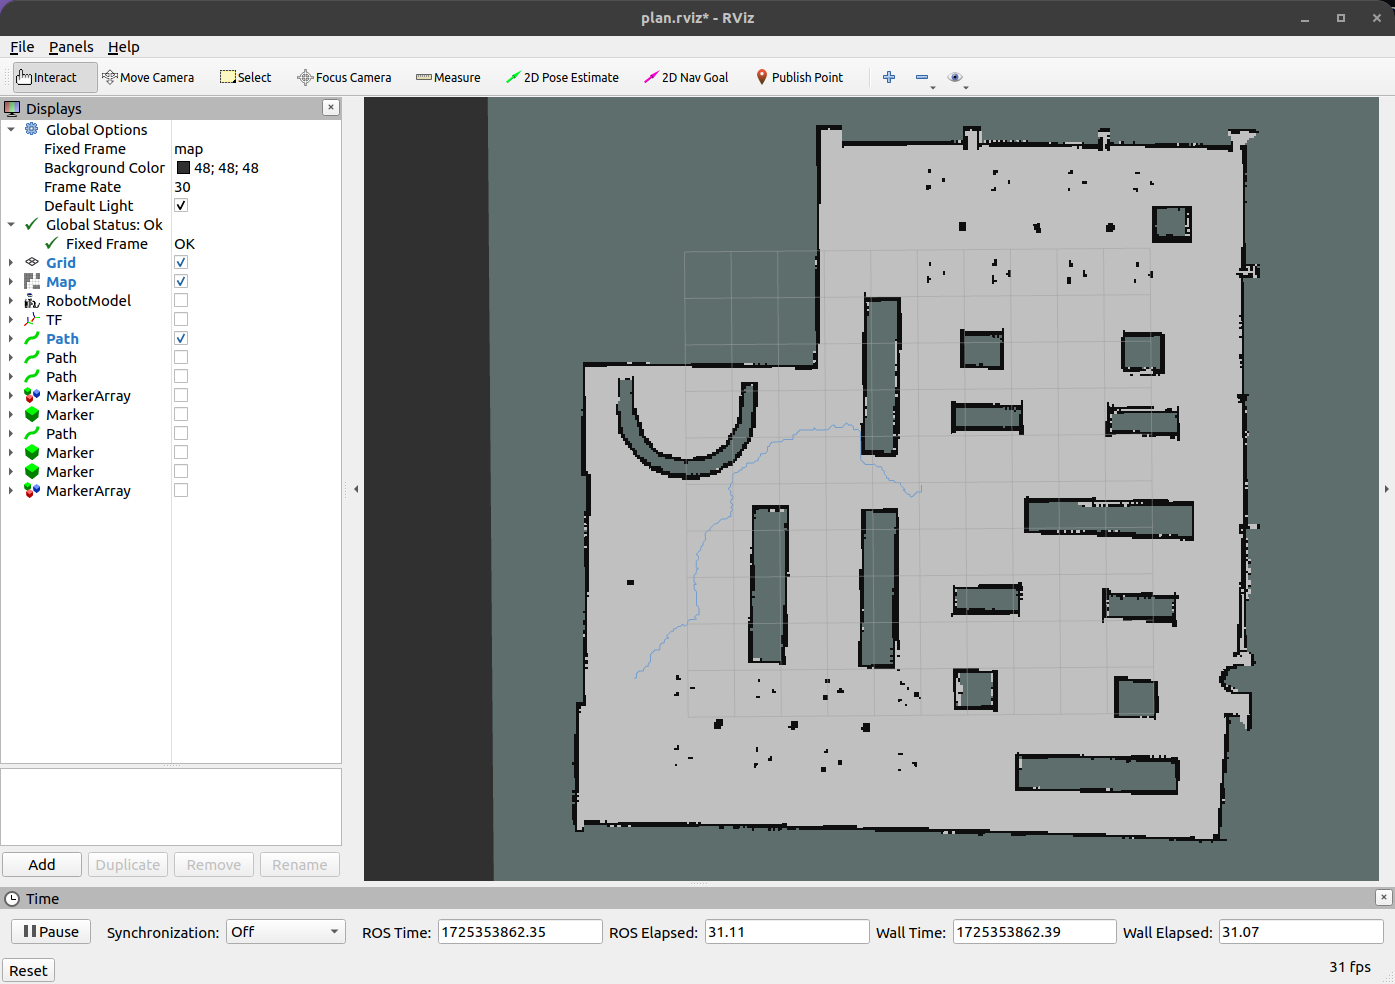 plan.rviz* - RViz
File Panels Help
Interact Move Camera Select Focus Camera Measure 2D Pose Estimate 2D Nav Goal Publish Point
Displays
Global Options
Fixed Frame map
Background Color 48; 48; 48
Frame Rate 30
Default Light
Global Status: Ok
Fixed Frame OK
Grid
Map
RobotModel
TF
Path
Path
Path
MarkerArray
Marker
Path
Marker
Marker
MarkerArray
Add Duplicate Remove Rename
Time
Pause Synchronization: Off ROS Time: 1725353862.35 ROS Elapsed: 31.11 Wall Time: 1725353862.39 Wall Elapsed: 31.07
Reset 31 fps